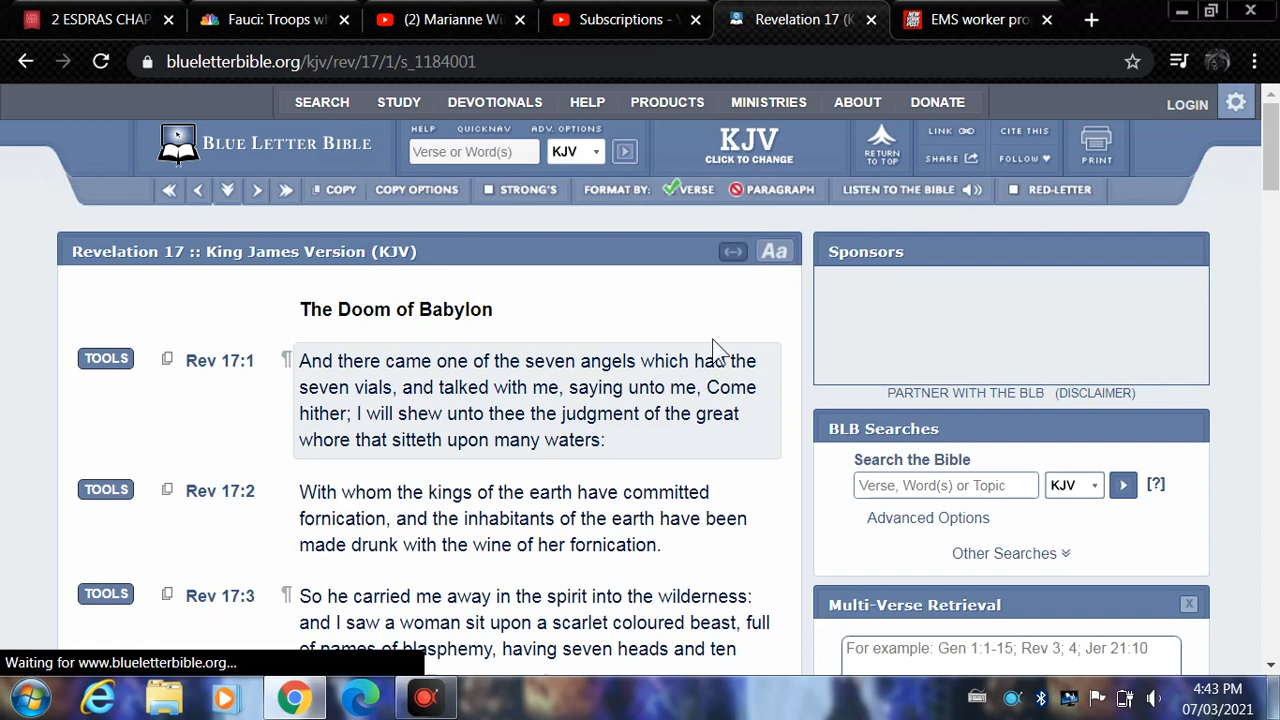 2 ESDRAS CHAP
Fauci: Troops w
(2) Marianne Wi
Subscriptions -
Revelation 17 (K
EMS worker pro
blueletterbible.org/kjv/rev/17/1/s_1184001
SEARCH STUDY DEVOTIONALS HELP PRODUCTS MINISTRIES ABOUT DONATE LOGIN
BLUE LETTER BIBLE
HELP QUICKNAV ADV. OPTIONS
Verse or Word(s) KJV
KJV
CLICK TO CHANGE
RETURN
TO TOP
LINK CITE THIS
SHARE FOLLOW
PRINT
COPY COPY OPTIONS STRONG'S FORMAT BY: VERSE PARAGRAPH LISTEN TO THE BIBLE RED-LETTER
Revelation 17 :: King James Version (KJV) Aa
The Doom of Babylon
TOOLS Rev 17:1 ¶ And there came one of the seven angels which had the
seven vials, and talked with me, saying unto me, Come
hither; I will shew unto thee the judgment of the great
whore that sitteth upon many waters:
TOOLS Rev 17:2 With whom the kings of the earth have committed
fornication, and the inhabitants of the earth have been
made drunk with the wine of her fornication.
TOOLS Rev 17:3 ¶ So he carried me away in the spirit into the wilderness:
and I saw a woman sit upon a scarlet coloured beast, full
of names of blasphemy, having seven heads and ten
Sponsors
PARTNER WITH THE BLB (DISCLAIMER)
BLB Searches
Search the Bible
Verse, Word(s) or Topic KJV [?]
Advanced Options
Other Searches
Multi-Verse Retrieval
For example: Gen 1:1-15; Rev 3; 4; Jer 21:10
Waiting for www.blueletterbible.org...
4:43 PM
07/03/2021